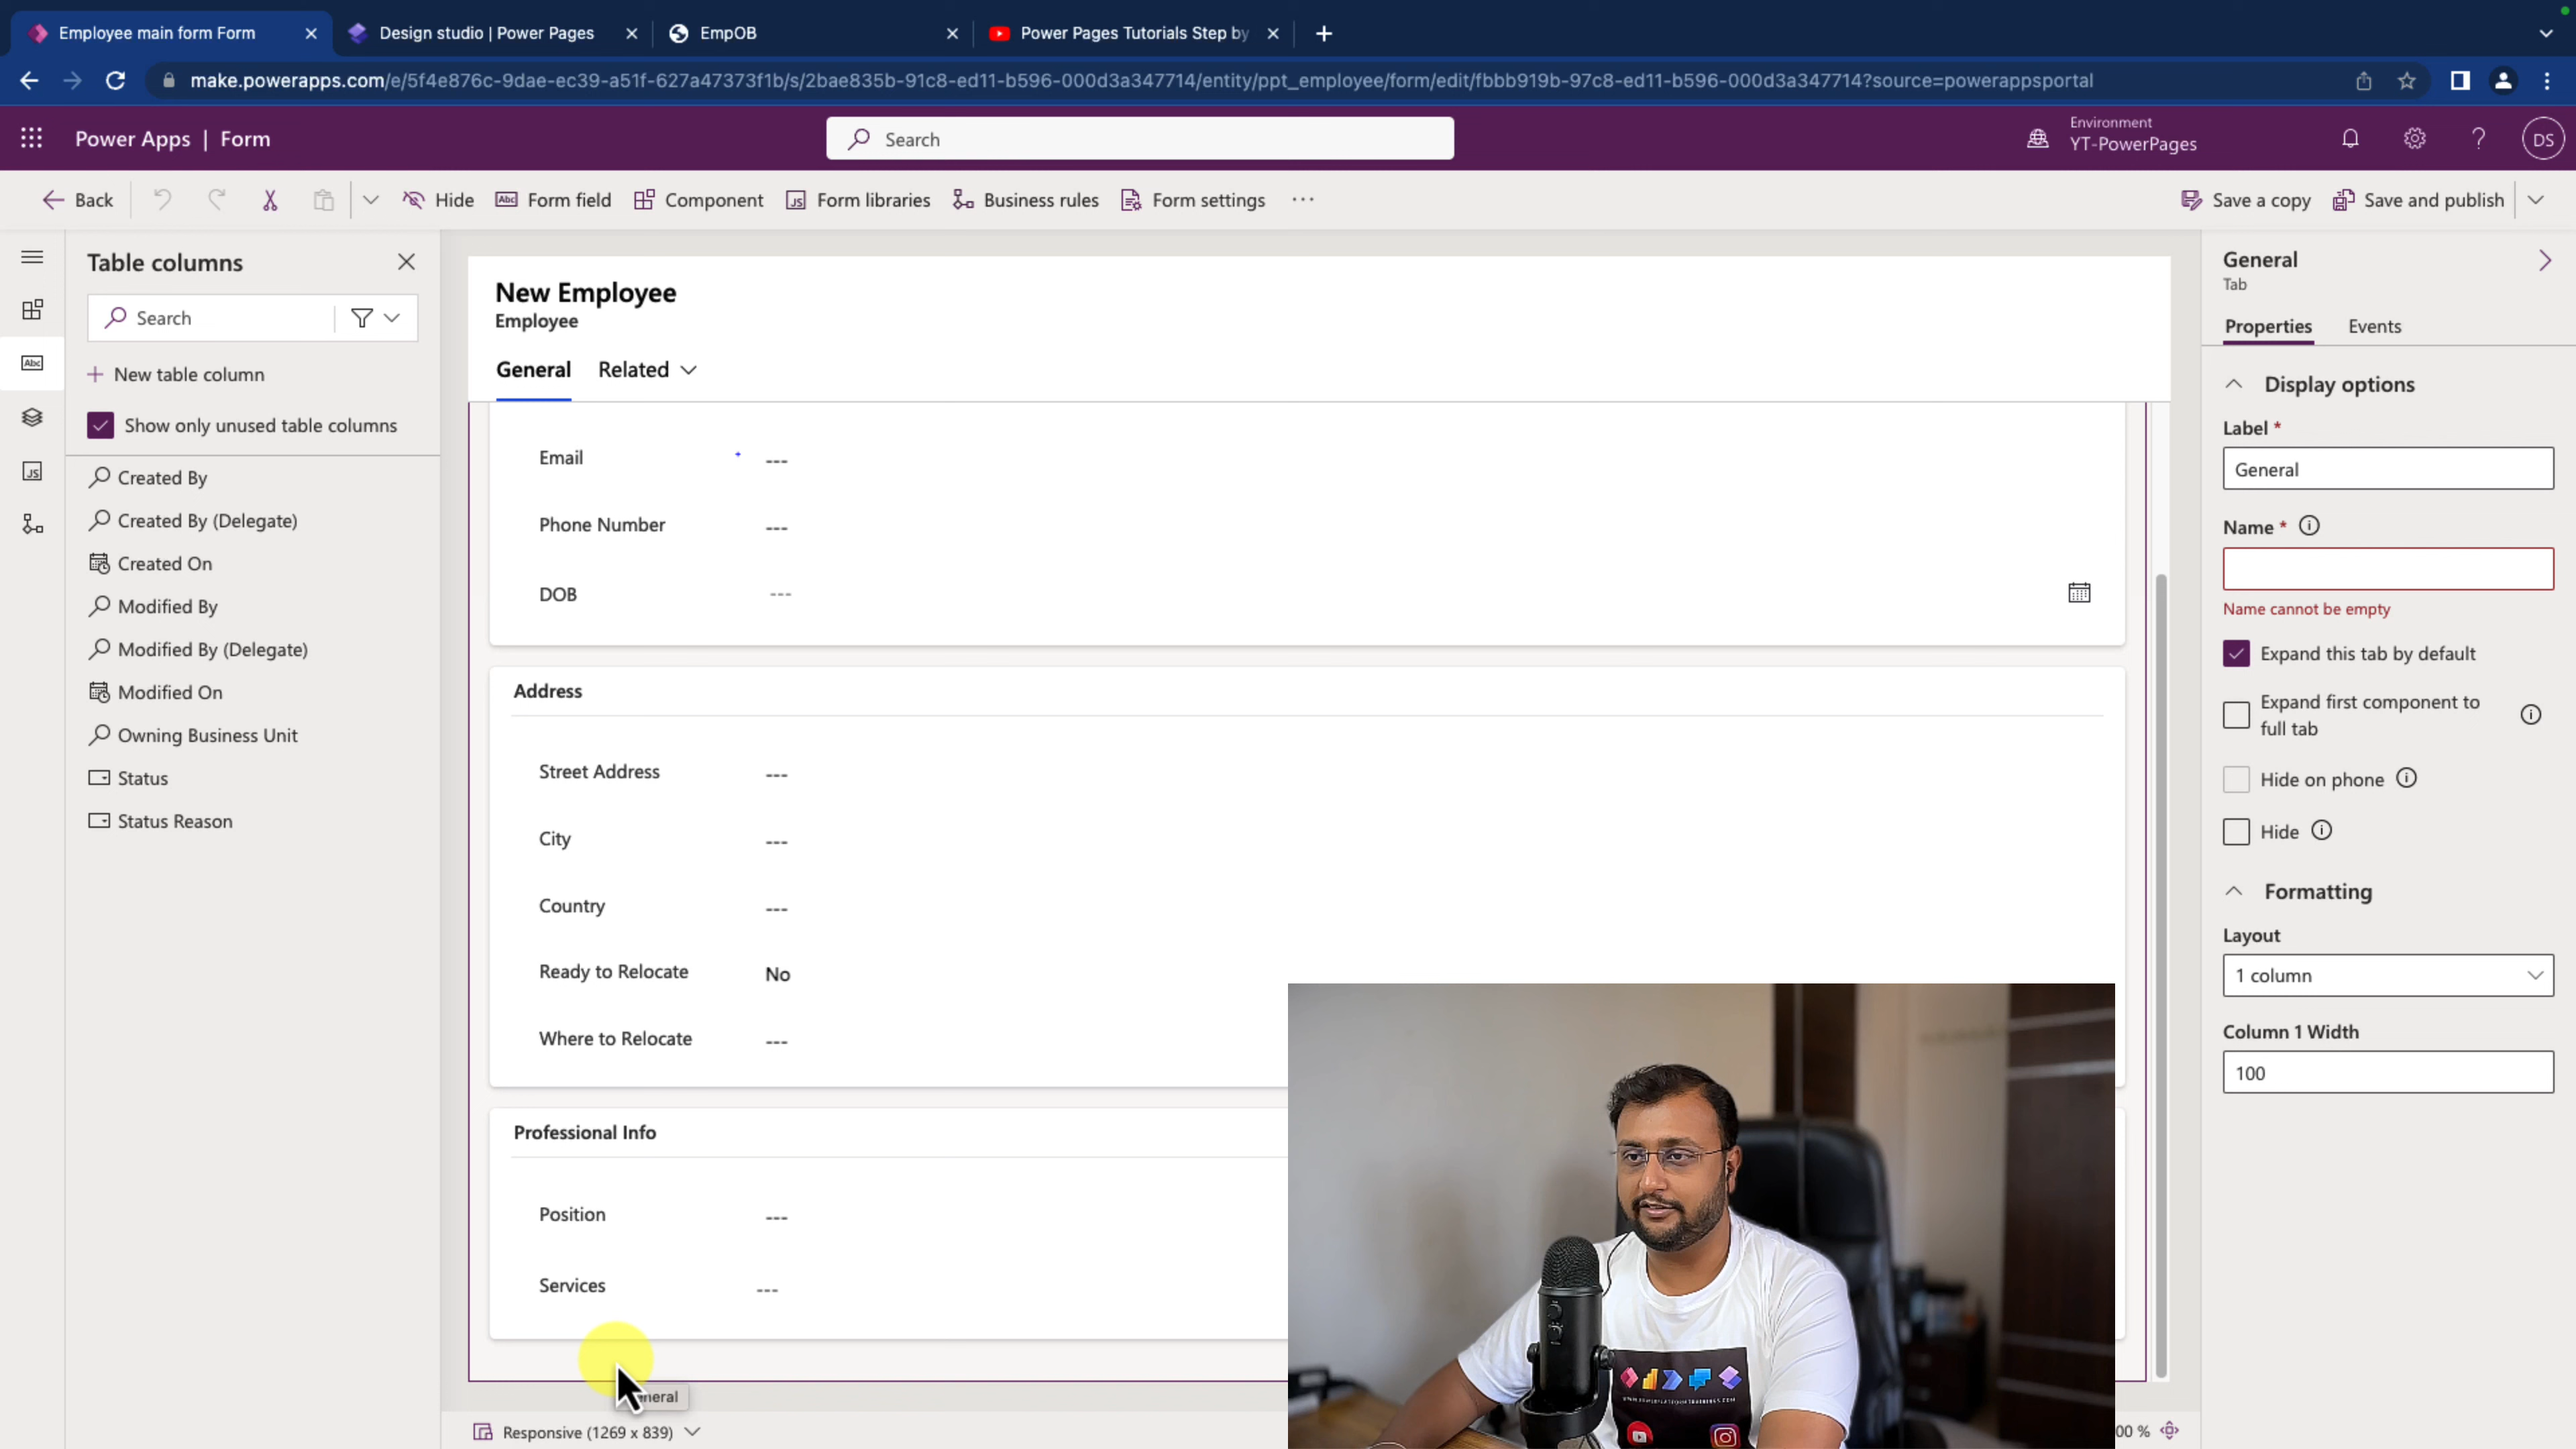 Employee main form Form
Design studio | Power Pages
EmpOB
Power Pages Tutorials Step by
make.powerapps.com/e/5f4e876c-9dae-ec39-a51f-627a47373f1b/s/2bae835b-91c8-ed11-b596-000d3a347714/entity/ppt_employee/form/edit/fbbb919b-97c8-ed11-b596-000d3a347714?source=powerappsportal
Power Apps | Form
Search
Environment
YT-PowerPages
DS
Back
Hide
Abc Form field
Component
JS Form libraries
Business rules
Form settings
...
Save a copy
Save and publish
Table columns
Search
New table column
Abc
Show only unused table columns
JS
Created By
Created By (Delegate)
Created On
Modified By
Modified By (Delegate)
Modified On
Owning Business Unit
Status
Status Reason
New Employee
Employee
General
Related
Email * ---
Phone Number ---
DOB ---
Address
Street Address ---
City ---
Country ---
Ready to Relocate No
Where to Relocate ---
Professional Info
Position ---
Services ---
neral
Responsive (1269 x 839)
00 %
General
Tab
Properties
Events
Display options
Label *
General
Name *
Name cannot be empty
Expand this tab by default
Expand first component to
full tab
Hide on phone
Hide
Formatting
Layout
1 column
Column 1 Width
100